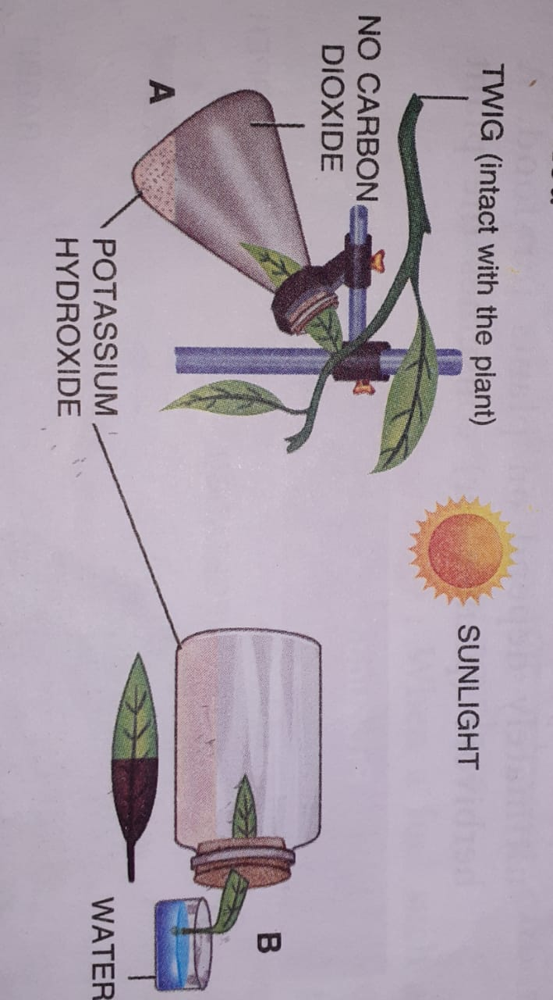 TWIG (intact with the plant)
NO CARBON
DIOXIDE
SUNLIGHT
A
POTASSIUM
HYDROXIDE
B
WATER